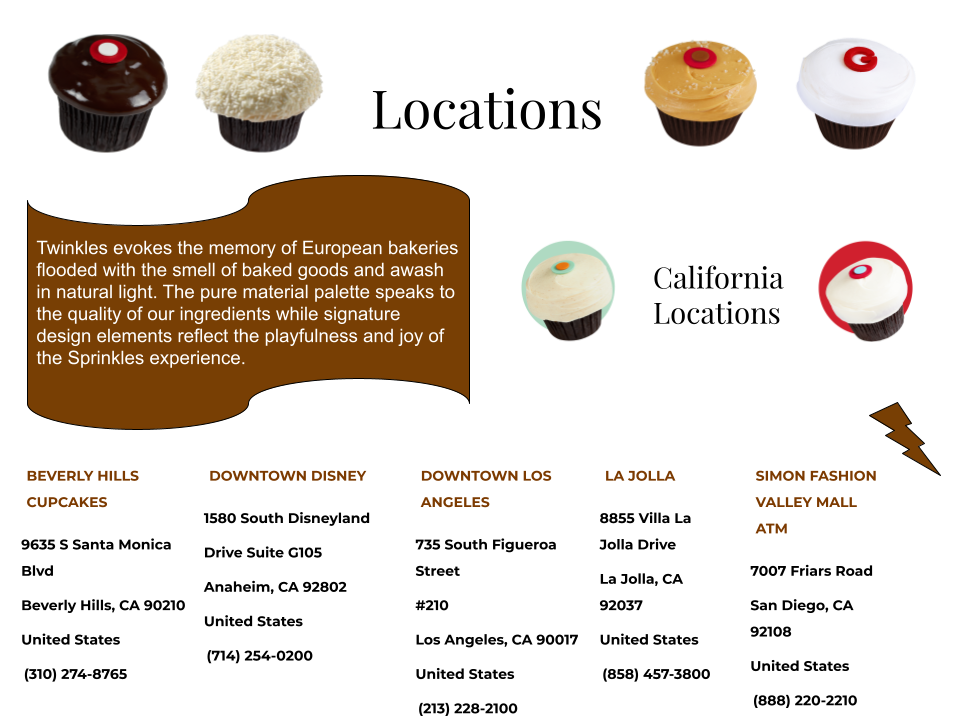 Locations
Twinkles evokes the memory of European bakeries
flooded with the smell of baked goods and awash
in natural light. The pure material palette speaks to
the quality of our ingredients while signature
design elements reflect the playfulness and joy of
the Sprinkles experience.
California
Locations
BEVERLY HILLS
CUPCAKES
9635 S Santa Monica
Blvd
Beverly Hills, CA 90210
United States
(310) 274-8765
DOWNTOWN DISNEY
1580 South Disneyland
Drive Suite G105
Anaheim, CA 92802
United States
(714) 254-0200
DOWNTOWN LOS
ANGELES
735 South Figueroa
Street
#210
Los Angeles, CA 90017
United States
(213) 228-2100
LA JOLLA
8855 Villa La
Jolla Drive
La Jolla, CA
92037
United States
(858) 457-3800
SIMON FASHION
VALLEY MALL
ATM
7007 Friars Road
San Diego, CA
92108
United States
(888) 220-2210